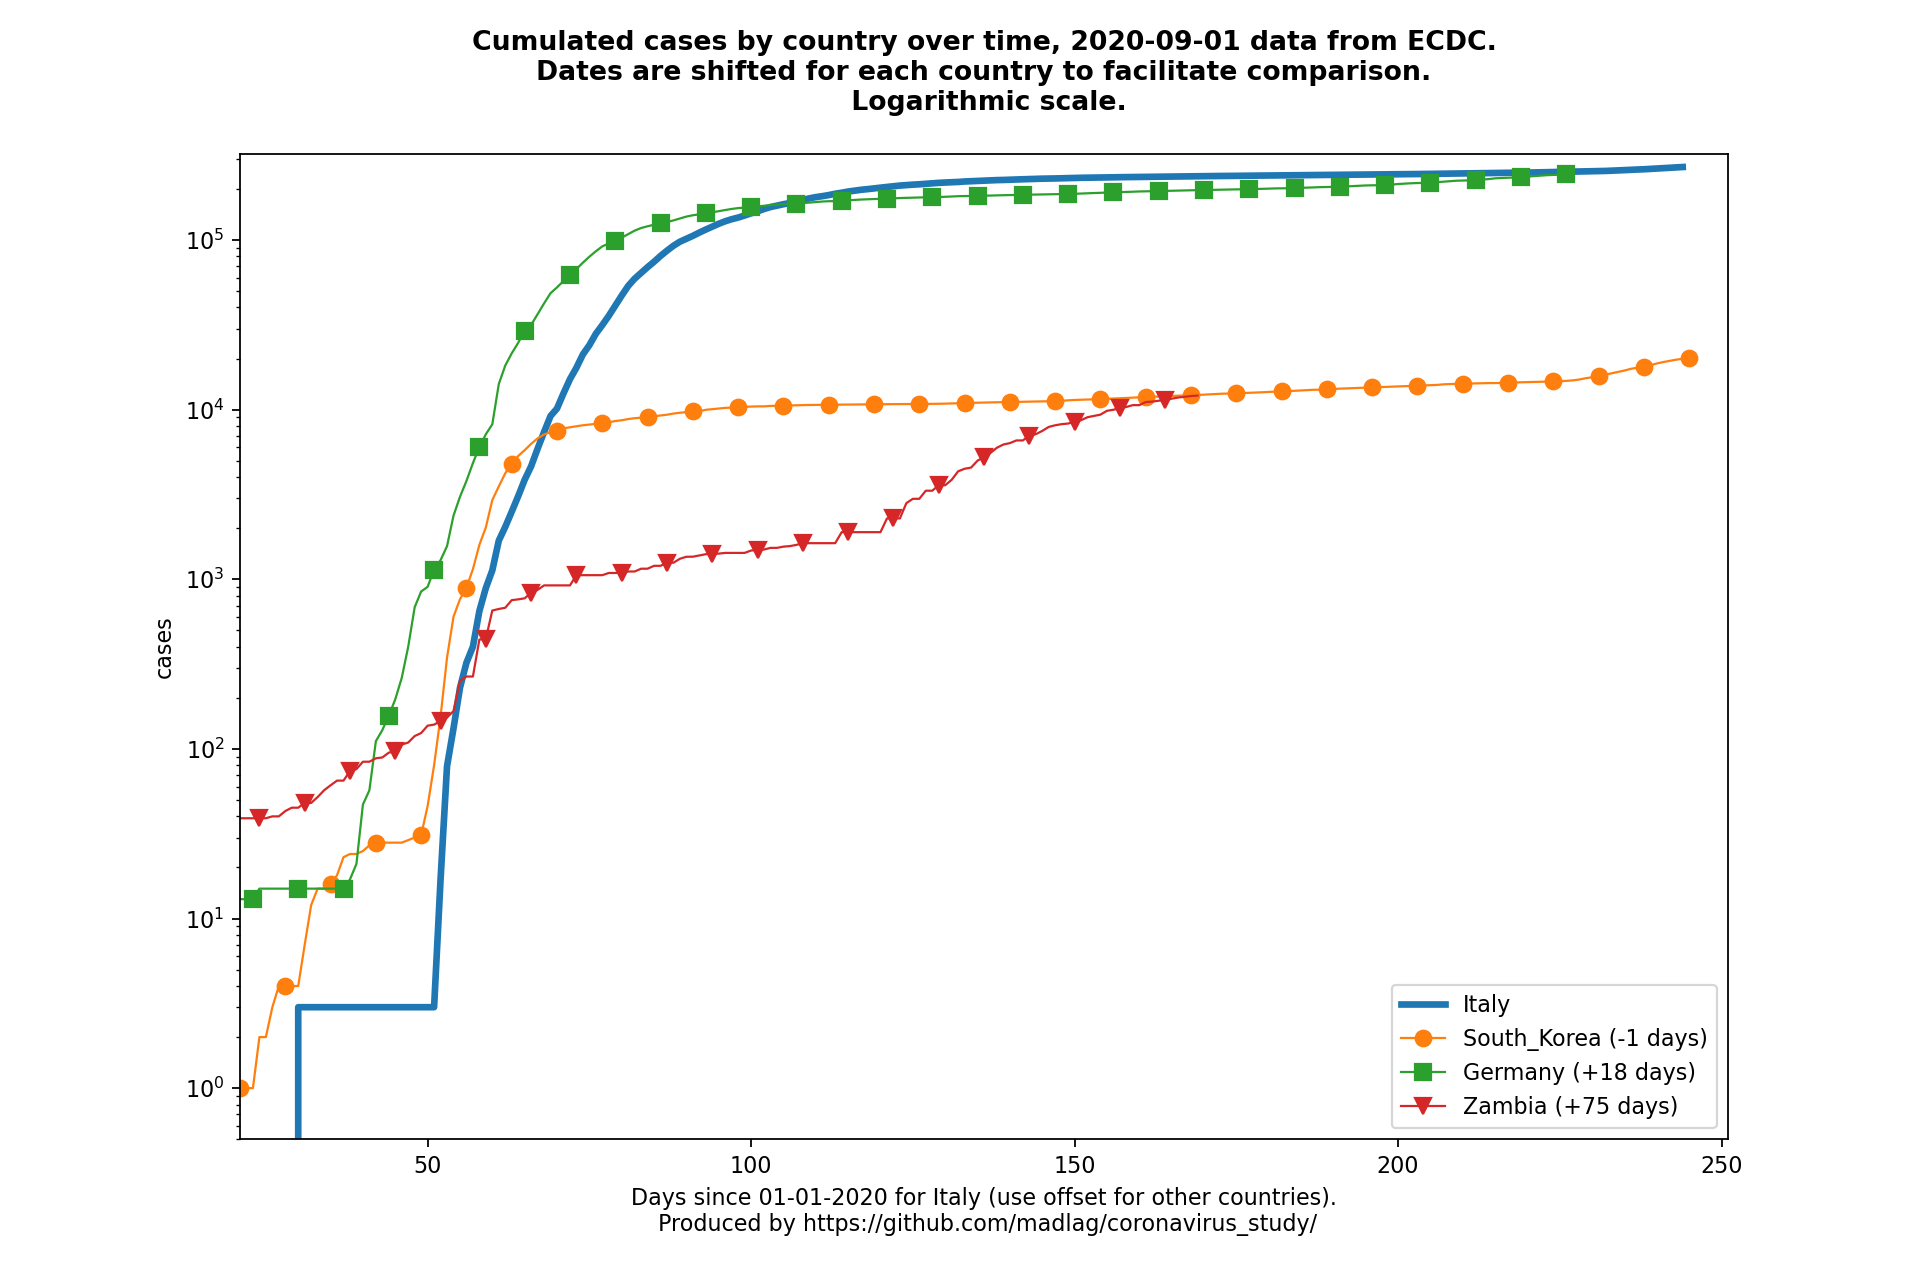 Cumulated cases by country over time, 2020-09-01 data from ECDC.
Dates are shifted for each country to facilitate comparison.
Logarithmic scale.
10^5
10^4
10^3
10^2
10^1
10^0
cases
50 100 150 200 250
Italy
South_Korea (-1 days)
Germany (+18 days)
Zambia (+75 days)
Days since 01-01-2020 for Italy (use offset for other countries).
Produced by https://github.com/madlag/coronavirus_study/